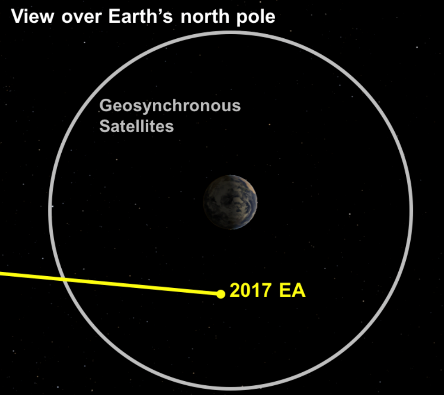 View over Earth's north pole
Geosynchronous
Satellites
2017 EA